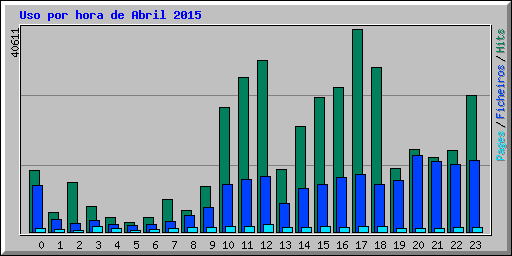 Uso por hora de Abril 2015
40611
Pages / Ficheiros / Hits
0 1 2 3 4 5 6 7 8 9 10 11 12 13 14 15 16 17 18 19 20 21 22 23